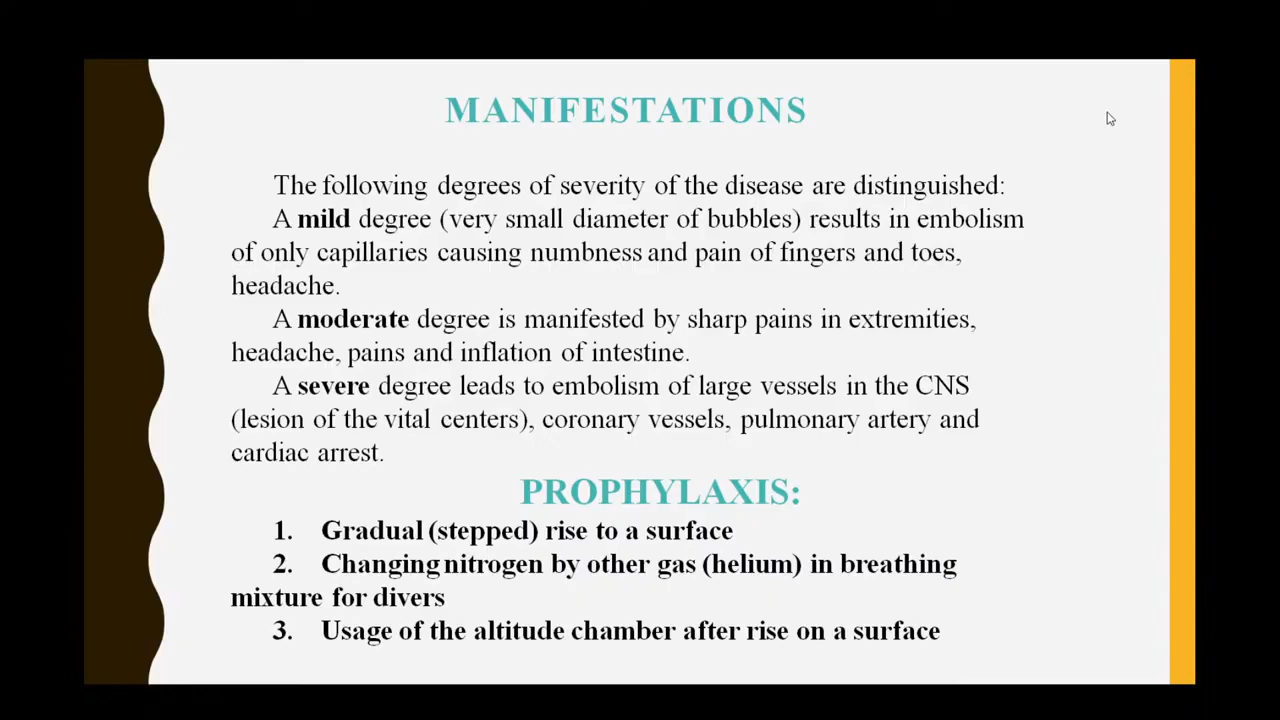 MANIFESTATIONS
The following degrees of severity of the disease are distinguished:
A mild degree (very small diameter of bubbles) results in embolism
of only capillaries causing numbness and pain of fingers and toes,
headache.
A moderate degree is manifested by sharp pains in extremities,
headache, pains and inflation of intestine.
A severe degree leads to embolism of large vessels in the CNS
(lesion of the vital centers), coronary vessels, pulmonary artery and
cardiac arrest.
PROPHYLAXIS:
1. Gradual (stepped) rise to a surface
2. Changing nitrogen by other gas (helium) in breathing
mixture for divers
3. Usage of the altitude chamber after rise on a surface